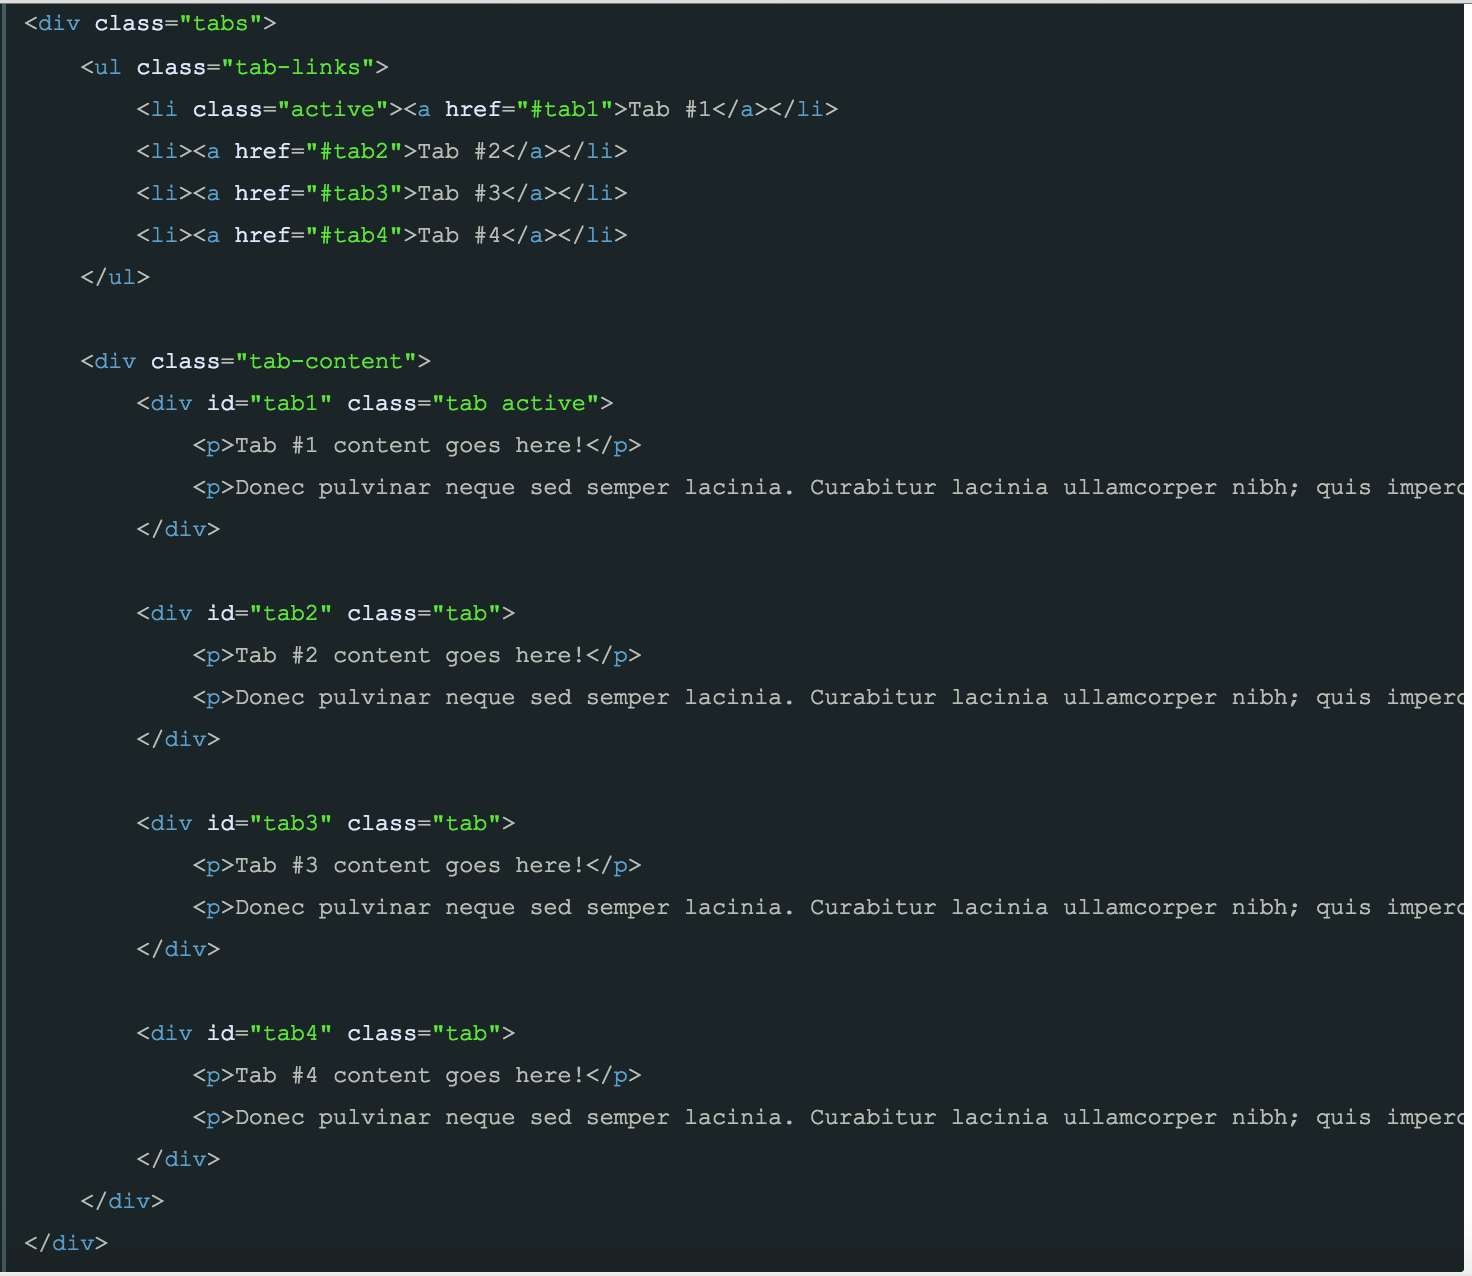 <div class="tabs">
    <ul class="tab-links">
        <li class="active"><a href="#tab1">Tab #1</a></li>
        <li><a href="#tab2">Tab #2</a></li>
        <li><a href="#tab3">Tab #3</a></li>
        <li><a href="#tab4">Tab #4</a></li>
    </ul>
    <div class="tab-content">
        <div id="tab1" class="tab active">
            <p>Tab #1 content goes here!</p>
            <p>Donec pulvinar neque sed semper lacinia. Curabitur lacinia ullamcorper nibh; quis
        </div>
        <div id="tab2" class="tab">
            <p>Tab #2 content goes here!</p>
            <p>Donec pulvinar neque sed semper lacinia. Curabitur lacinia ullamcorper nibh; quis
        </div>
        <div id="tab3" class="tab">
            <p>Tab #3 content goes here!</p>
            <p>Donec pulvinar neque sed semper lacinia. Curabitur lacinia ullamcorper nibh; quis
        </div>
        <div id="tab4" class="tab">
            <p>Tab #4 content goes here!</p>
            <p>Donec pulvinar neque sed semper lacinia. Curabitur lacinia ullamcorper nibh; quis
        </div>
    </div>
</div>